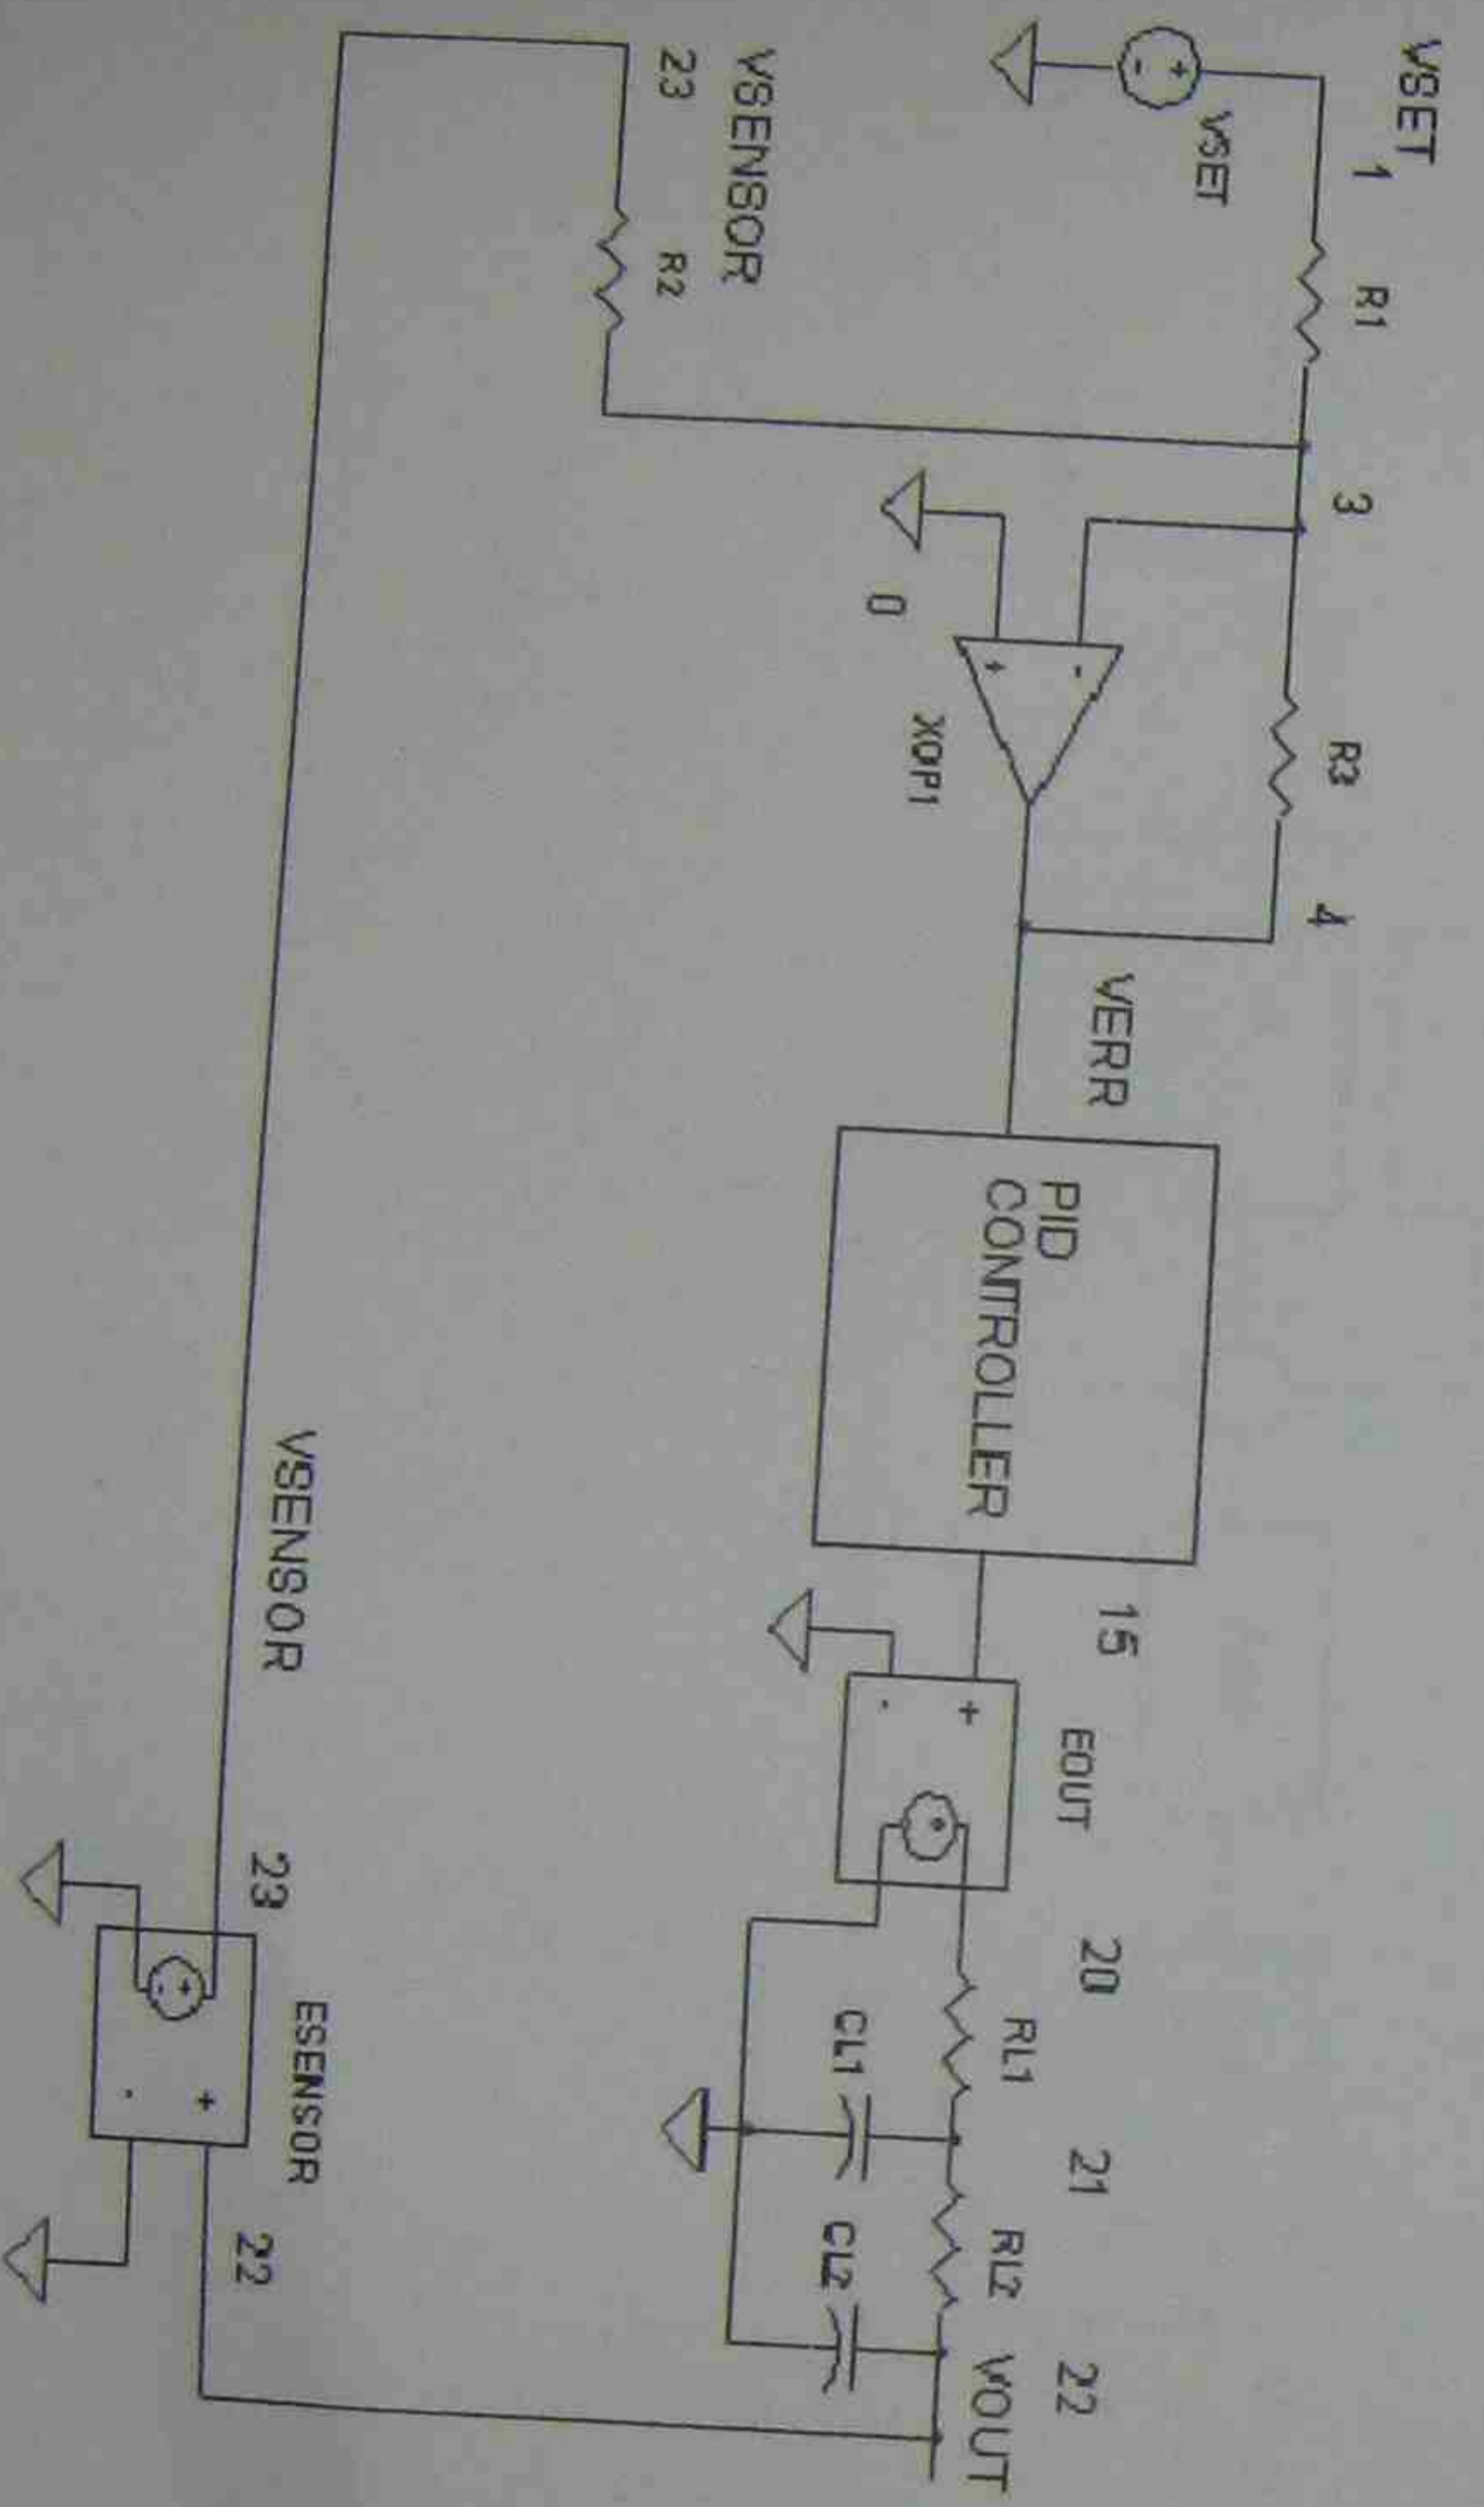 VSET
1
R1
3
R3
4
VSET
+
-
VERR
PID
CONTROLLER
15
EOUT
20
RL1
21
RL2
22
VOUT
-
+
XOP1
0
+
-
+
CL1
CL2
VSENSOR
23
R2
VSENSOR
23
ESENSOR
22
+
-
+
-